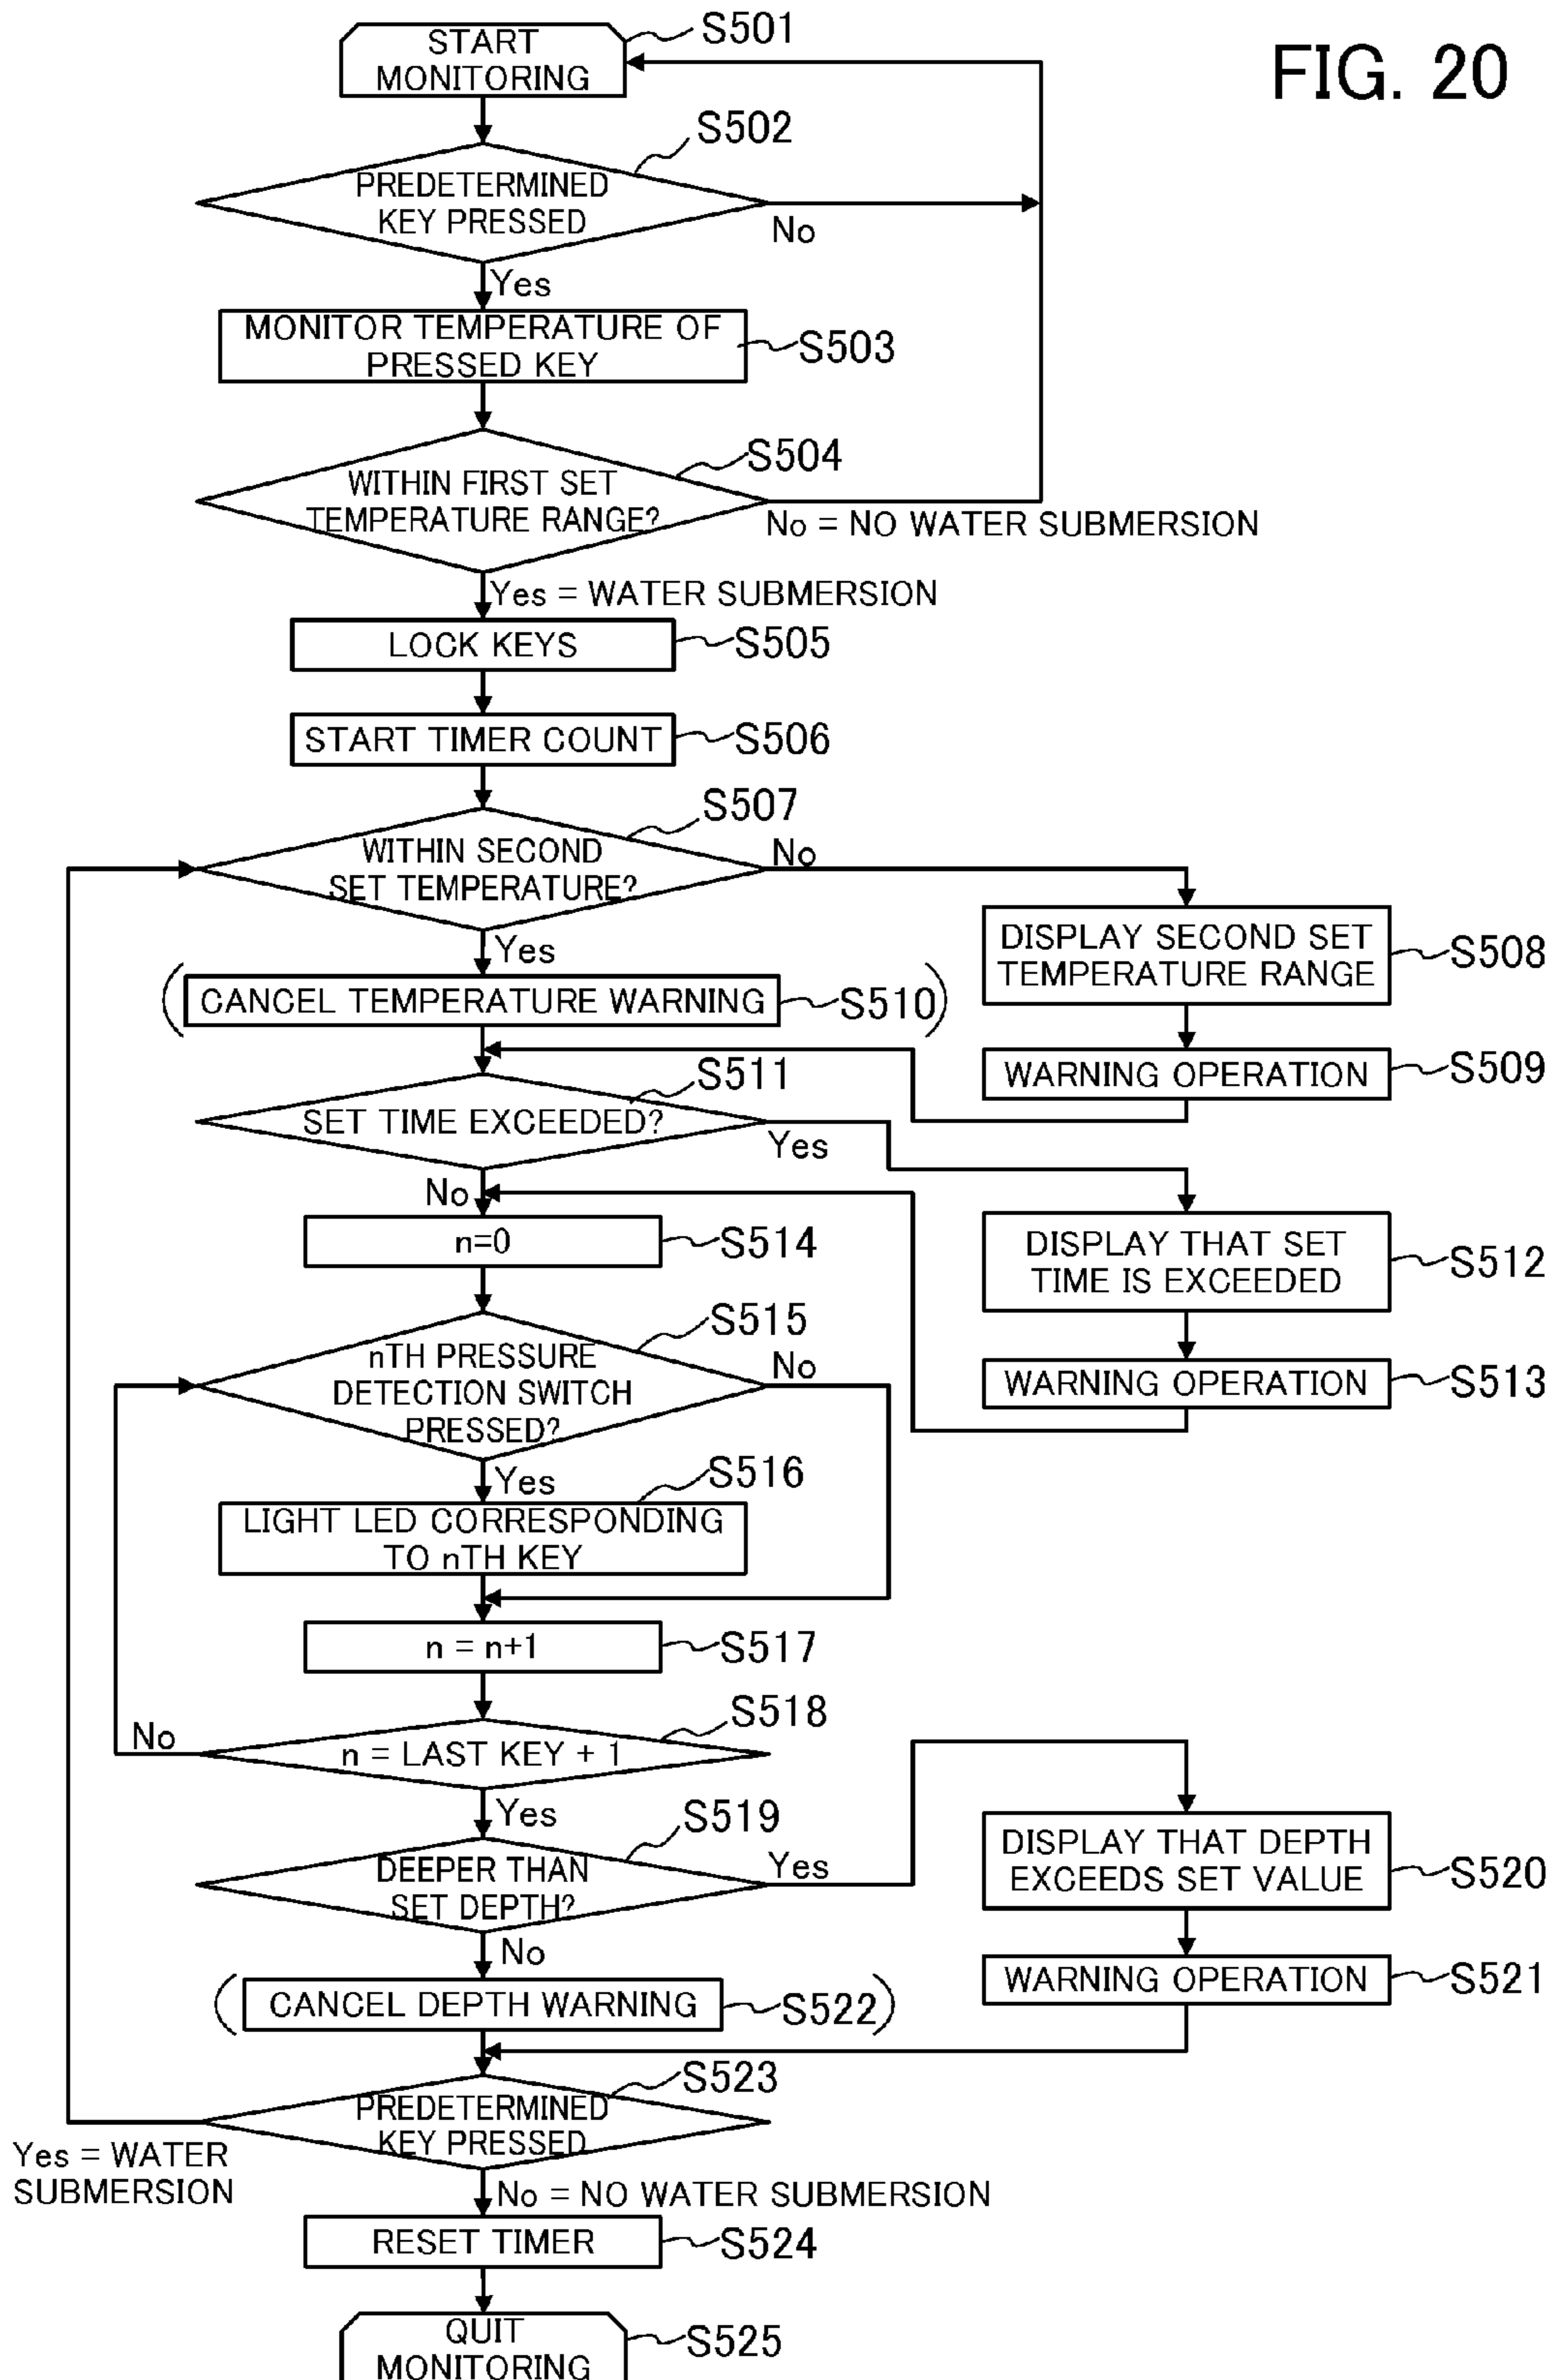 FIG. 20
START
MONITORING
S501
PREDETERMINED
KEY PRESSED
S502
No
Yes
MONITOR TEMPERATURE OF
PRESSED KEY
S503
WITHIN FIRST SET
TEMPERATURE RANGE?
S504
No = NO WATER SUBMERSION
Yes = WATER SUBMERSION
LOCK KEYS
S505
START TIMER COUNT
S506
WITHIN SECOND
SET TEMPERATURE?
S507
No
DISPLAY SECOND SET
TEMPERATURE RANGE
S508
WARNING OPERATION
S509
Yes
(CANCEL TEMPERATURE WARNING S510)
SET TIME EXCEEDED?
S511
Yes
DISPLAY THAT SET
TIME IS EXCEEDED
S512
WARNING OPERATION
S513
No
n=0
S514
nTH PRESSURE
DETECTION SWITCH
PRESSED?
S515
No
Yes
LIGHT LED CORRESPONDING
TO nTH KEY
S516
n = n+1
S517
n = LAST KEY + 1
S518
No
Yes
DEEPER THAN
SET DEPTH?
S519
Yes
DISPLAY THAT DEPTH
EXCEEDS SET VALUE
S520
WARNING OPERATION
S521
No
(CANCEL DEPTH WARNING S522)
PREDETERMINED
KEY PRESSED
S523
Yes = WATER
SUBMERSION
No = NO WATER SUBMERSION
RESET TIMER
S524
QUIT
MONITORING
S525